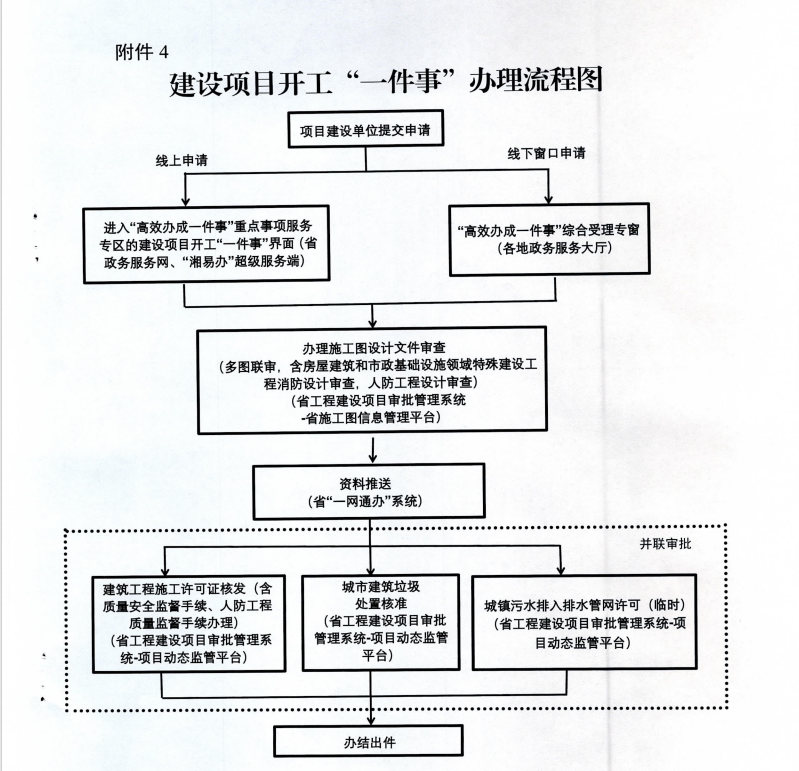 附件 4
建设项目开工“一件事”办理流程图
项目建设单位提交申请
线上申请
线下窗口申请
进入“高效办成一件事”重点事项服务
专区的建设项目开工“一件事”界面（省
政务服务网、“湘易办”超级服务端）
“高效办成一件事”综合受理专窗
（各地政务服务大厅）
办理施工图设计文件审查
（多图联审，含房屋建筑和市政基础设施领域特殊建设工
程消防设计审查，人防工程设计审查）
（省工程建设项目审批管理系统
-省施工图信息管理平台）
资料推送
（省“一网通办”系统）
并联审批
建筑工程施工许可证核发（含
质量安全监督手续、人防工程
质量监督手续办理）
（省工程建设项目审批管理系
统-项目动态监管平台）
城市建筑垃圾
处置核准
（省工程建设项目审批
管理系统-项目动态监管
平台）
城镇污水排入排水管网许可（临时）
（省工程建设项目审批管理系统-项
目动态监管平台）
办结出件